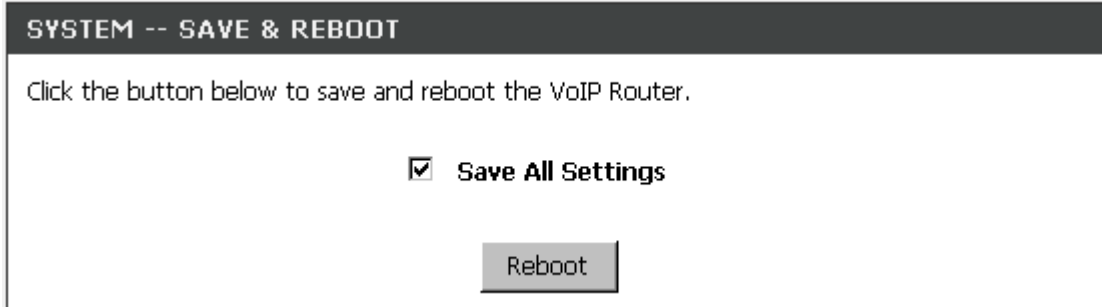 SYSTEM -- SAVE & REBOOT
Click the button below to save and reboot the VoIP Router.
Save All Settings
Reboot